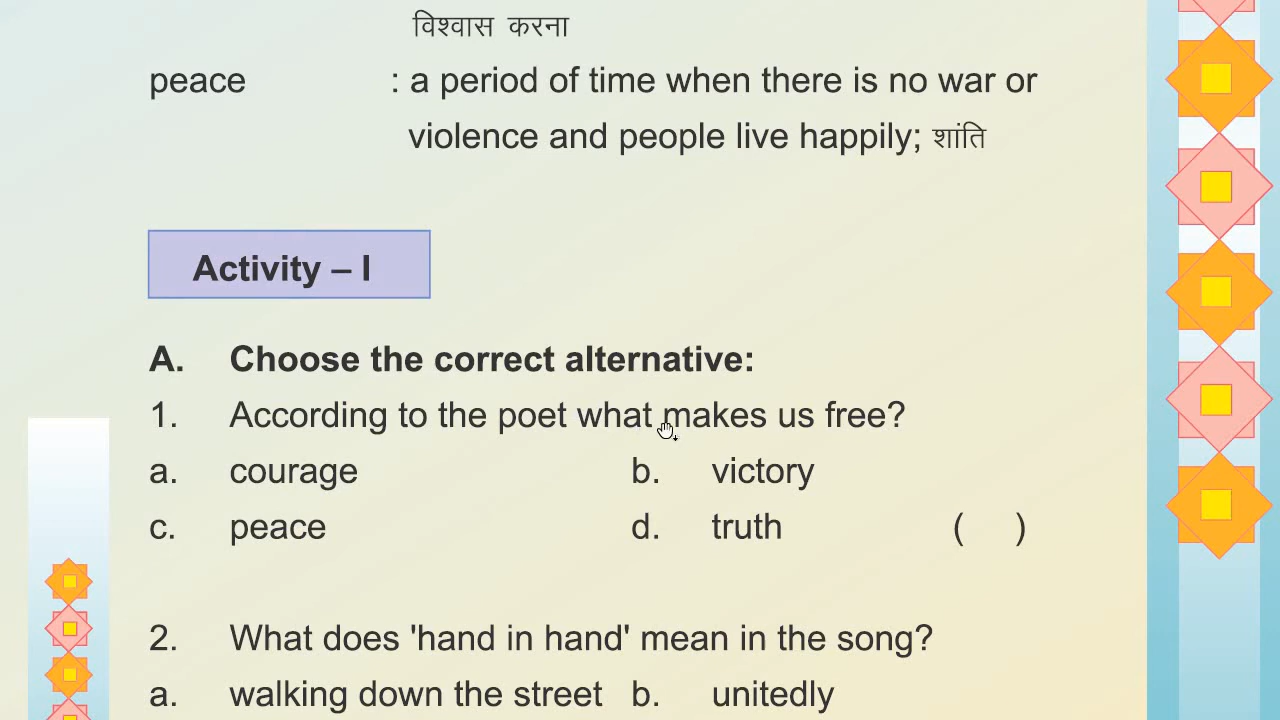 विश्वास करना
peace : a period of time when there is no war or
violence and people live happily; शांति
Activity – I
A. Choose the correct alternative:
1. According to the poet what makes us free?
a. courage b. victory
c. peace d. truth ( )
2. What does 'hand in hand' mean in the song?
a. walking down the street b. unitedly